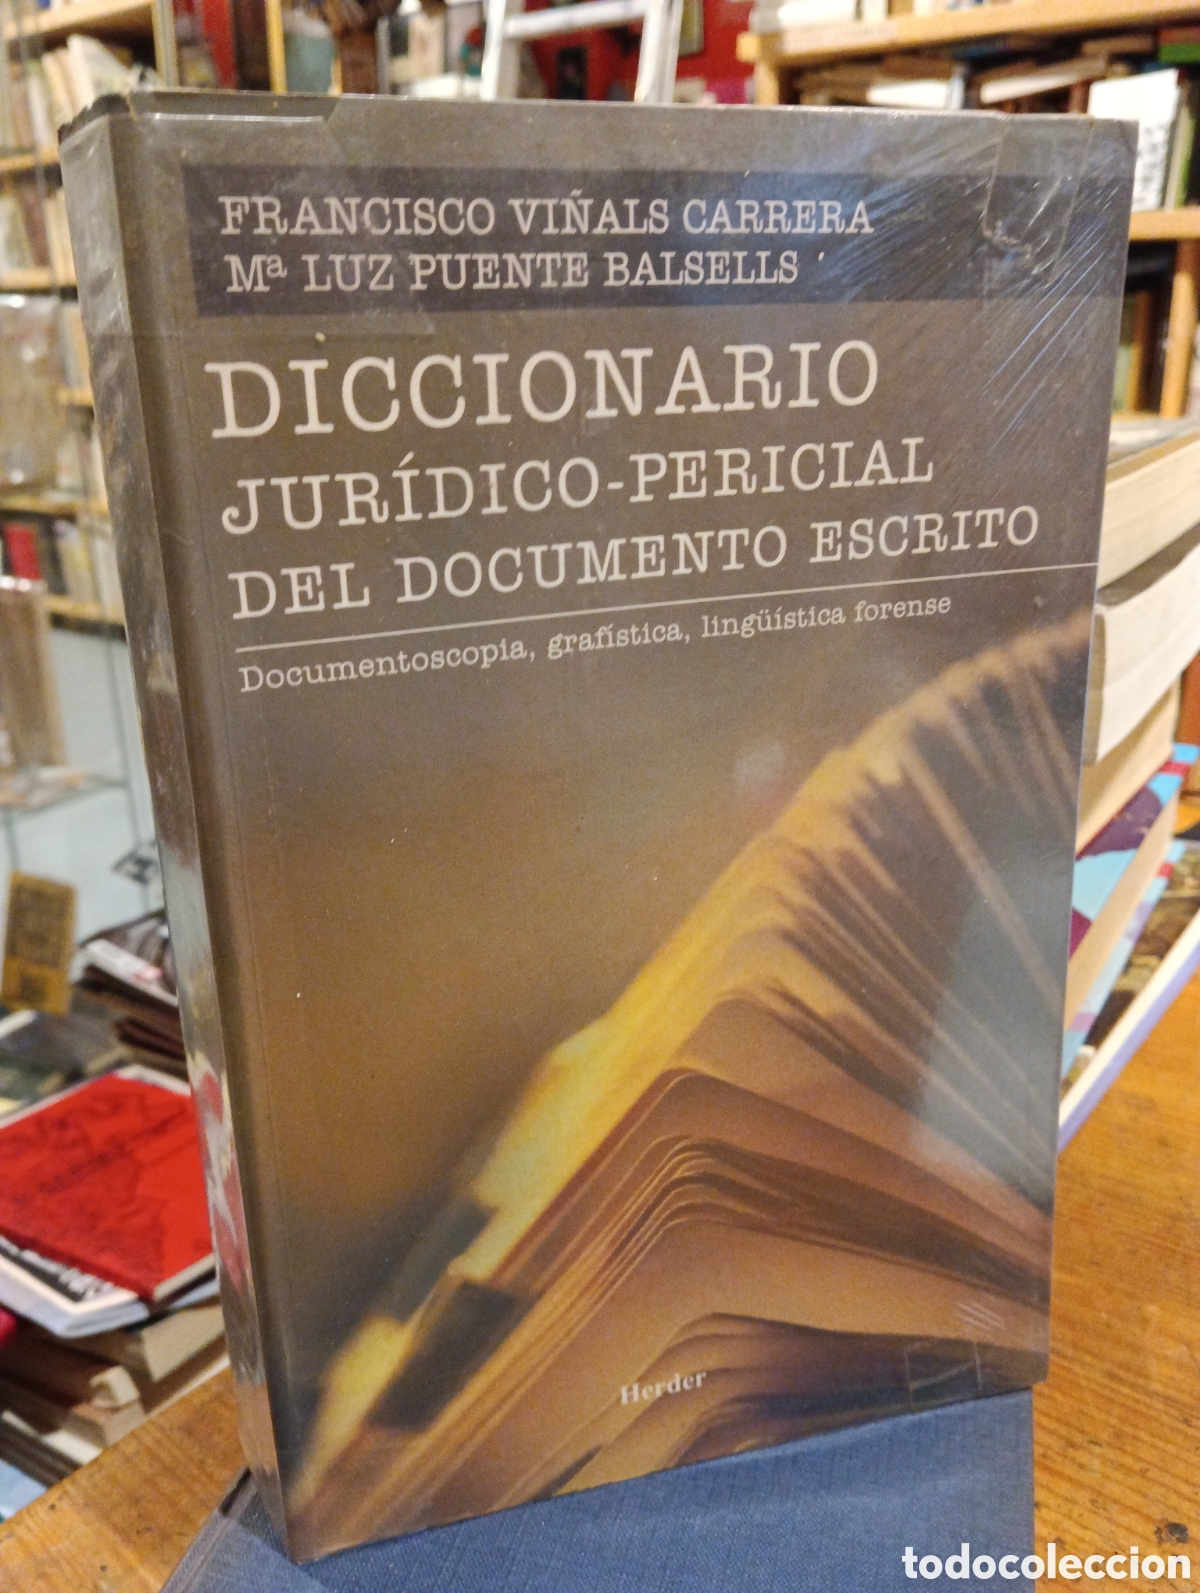 FRANCISCO VIÑALS CARRERA
Mª LUZ PUENTE BALSELLS
DICCIONARIO
JURÍDICO-PERICIAL
DEL DOCUMENTO ESCRITO
Documentoscopia, grafística, lingüística forense
Herder
todocoleccion